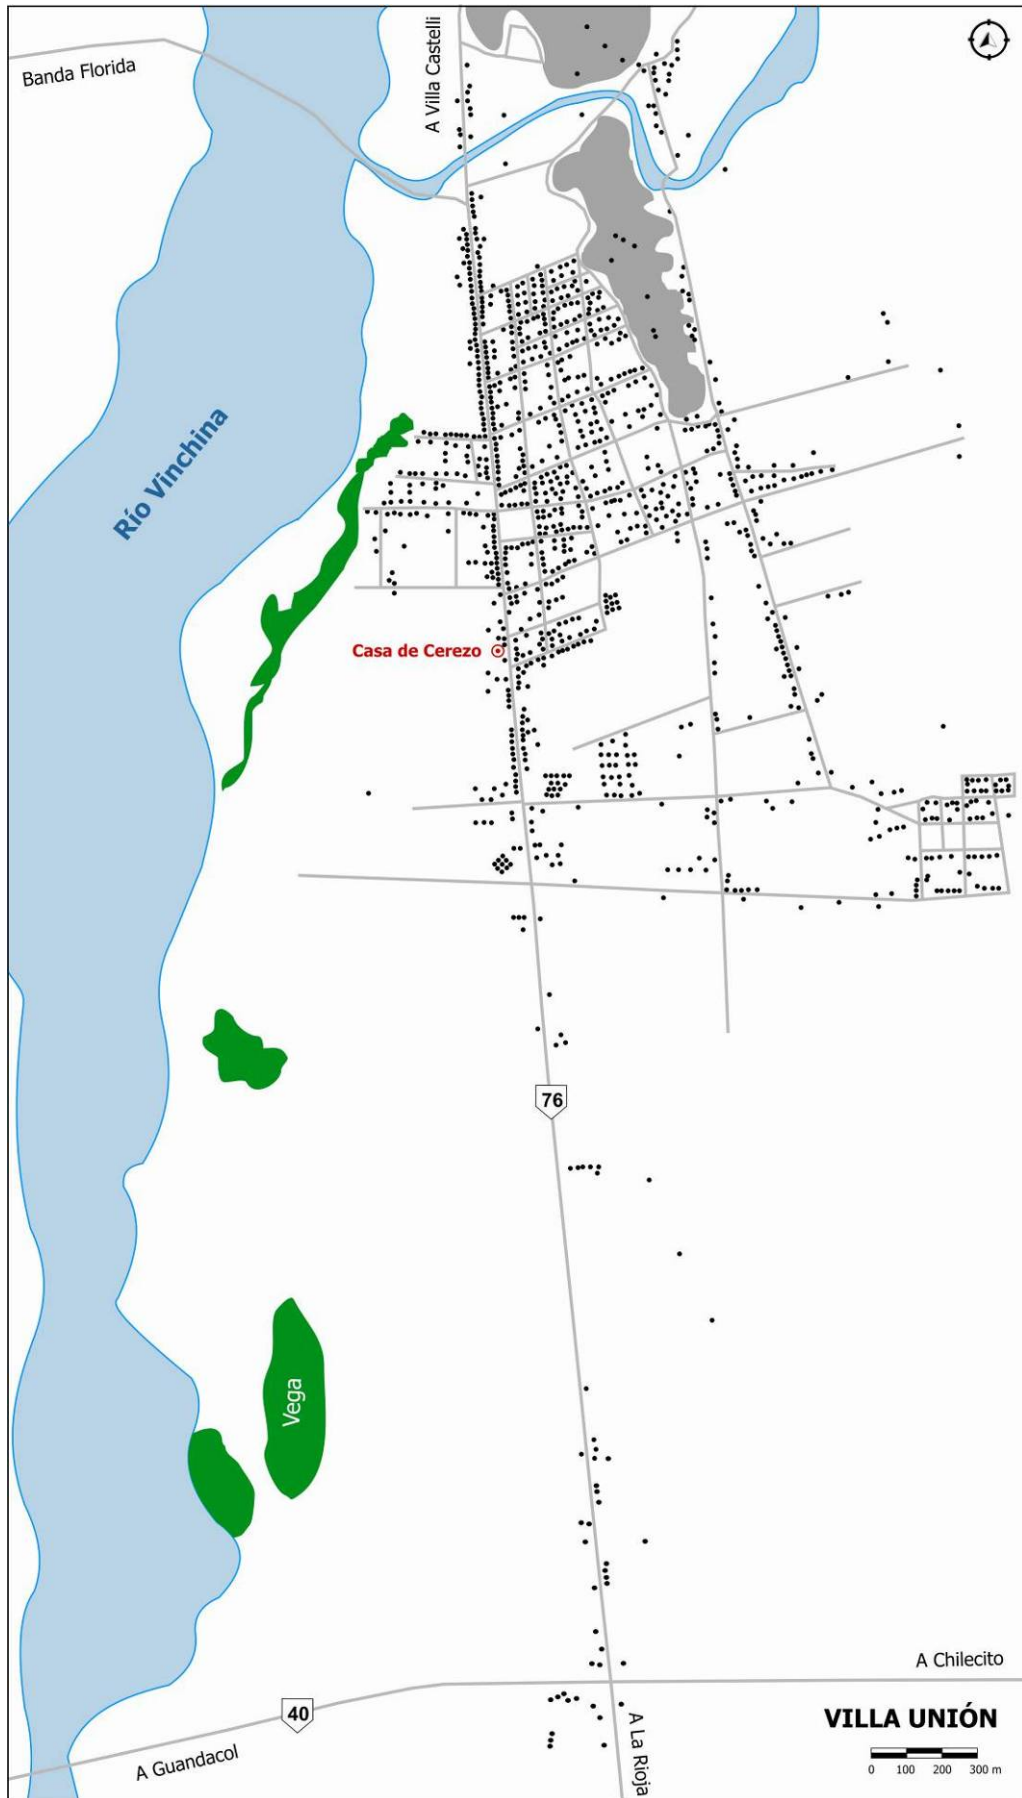 Banda Florida
A Villa Castelli
Río Vinchina
Casa de Cerezo
76
Vega
A Chilecito
40
VILLA UNIÓN
A Guandacol
A La Rioja
0 100 200 300 m